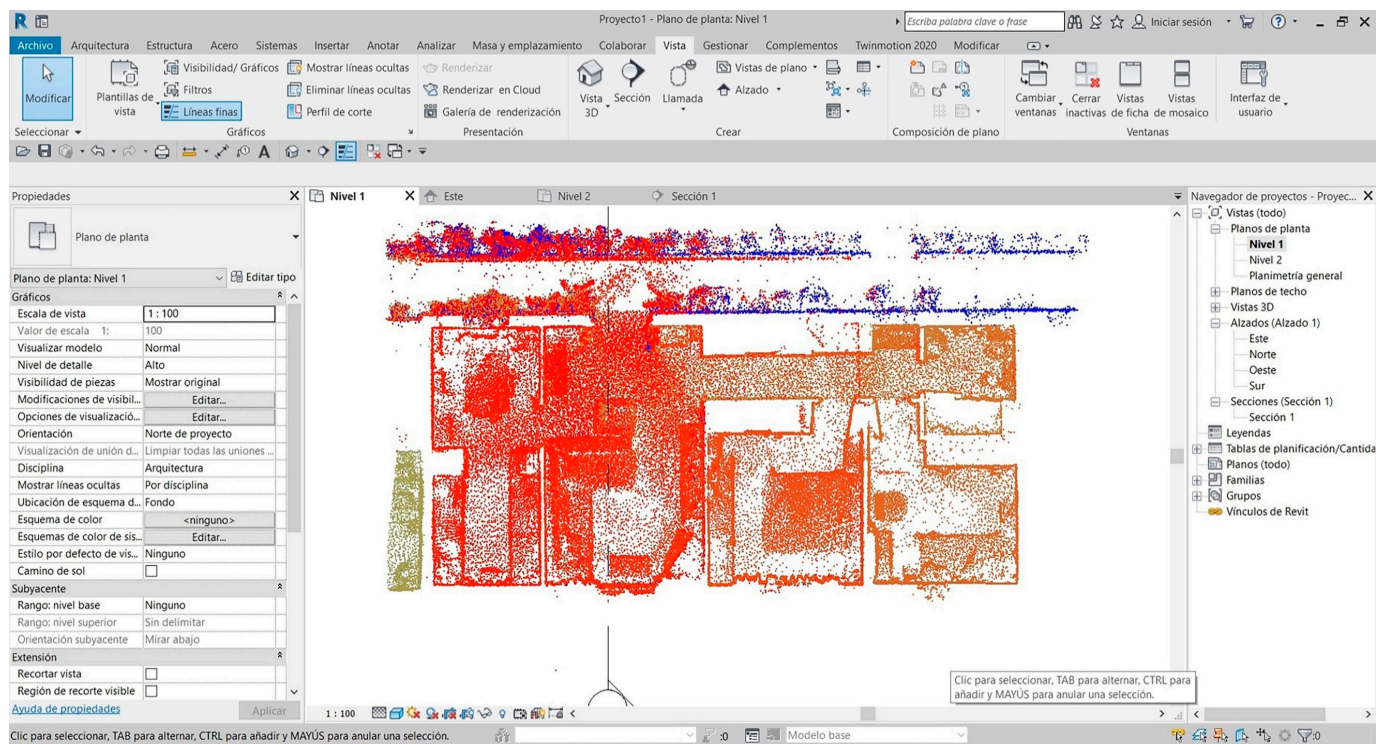 Proyecto1 - Plano de planta: Nivel 1
Escriba palabra clave o frase
Iniciar sesión
Archivo Arquitectura Estructura Acero Sistemas Insertar Anotar Analizar Masa y emplazamiento Colaborar Vista Gestionar Complementos Twinmotion 2020 Modificar
Modificar
Plantillas de vista
Visibilidad/ Gráficos
Filtros
Líneas finas
Mostrar líneas ocultas
Eliminar líneas ocultas
Perfil de corte
Renderizar
Renderizar en Cloud
Galería de renderización
Vista 3D
Sección
Llamada
Vistas de plano
Alzado
Cambiar ventanas
Cerrar inactivas
Vistas de ficha
Vistas de mosaico
Interfaz de usuario
Seleccionar
Gráficos
Presentación
Crear
Composición de plano
Ventanas
Propiedades
Plano de planta
Plano de planta: Nivel 1
Editar tipo
Gráficos
Escala de vista 1 : 100
Valor de escala 1: 100
Visualizar modelo Normal
Nivel de detalle Alto
Visibilidad de piezas Mostrar original
Modificaciones de visibil... Editar...
Opciones de visualizació... Editar...
Orientación Norte de proyecto
Visualización de unión d... Limpiar todas las uniones ...
Disciplina Arquitectura
Mostrar líneas ocultas Por disciplina
Ubicación de esquema d... Fondo
Esquema de color <ninguno>
Esquemas de color de sis... Editar...
Estilo por defecto de vis... Ninguno
Camino de sol
Subyacente
Rango: nivel base Ninguno
Rango: nivel superior Sin delimitar
Orientación subyacente Mirar abajo
Extensión
Recortar vista
Región de recorte visible
Ayuda de propiedades
Aplicar
Nivel 1
Este
Nivel 2
Sección 1
Clic para seleccionar, TAB para alternar, CTRL para
añadir y MAYÚS para anular una selección.
1 : 100
Navegador de proyectos - Proyec...
Vistas (todo)
Planos de planta
Nivel 1
Nivel 2
Planimetría general
Planos de techo
Vistas 3D
Alzados (Alzado 1)
Este
Norte
Oeste
Sur
Secciones (Sección 1)
Sección 1
Leyendas
Tablas de planificación/Cantida
Planos (todo)
Familias
Grupos
Vínculos de Revit
Clic para seleccionar, TAB para alternar, CTRL para añadir y MAYÚS para anular una selección.
:0
Modelo base
:0